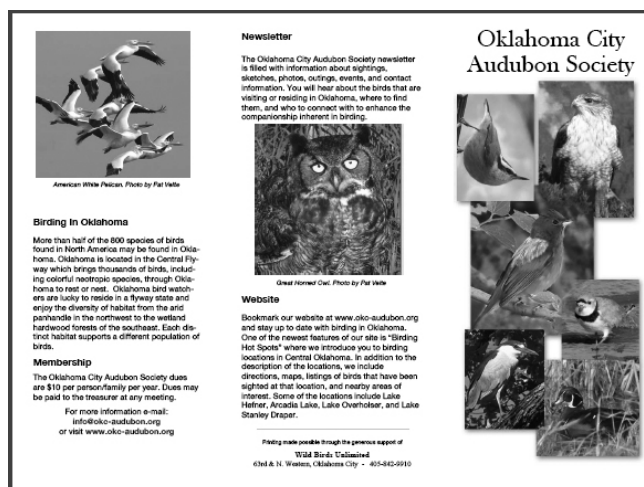 American White Pelican, Photo by Pat Velte
Birding In Oklahoma
More than half of the 800 species of birds
found in North America may be found in Okla-
homa. Oklahoma is located in the Central Fly-
way which brings thousands of birds, includ-
ing colorful neotropic species, through Okla-
homa to rest or nest.  Oklahoma bird watch-
ers are lucky to reside in a flyway state and
enjoy the diversity of habitat from the arid
panhandle in the northwest to the wetland
hardwood forests of the southeast. Each dis-
tinct habitat supports a different population of
birds.
Membership
The Oklahoma City Audubon Society dues
are $10 per person/family per year. Dues may
be paid to the treasurer at any meeting.
For more information e-mail:
info@okc-audubon.org
or visit www.okc-audubon.org
Newsletter
The Oklahoma City Audubon Society newsletter
is filled with information about sightings,
sketches, photos, outings, events, and contact
information. You will hear about the birds that are
visiting or residing in Oklahoma, where to find
them, and who to connect with to enhance the
companionship inherent in birding.
Great Horned Owl. Photo by Pat Velte
Website
Bookmark our website at www.okc-audubon.org
and stay up to date with birding in Oklahoma.
One of the newest features of our site is “Birding
Hot Spots” where we introduce you to birding
locations in Central Oklahoma. In addition to the
description of the locations, we include
directions, maps, listings of birds that have been
sighted at that location, and nearby areas of
interest. Some of the locations include Lake
Hefner, Arcadia Lake, Lake Overholser, and Lake
Stanley Draper.
Printing made possible through the generous support of
Wild Birds Unlimited
63rd & N. Western, Oklahoma City  -  405-842-9910
Oklahoma City
Audubon Society